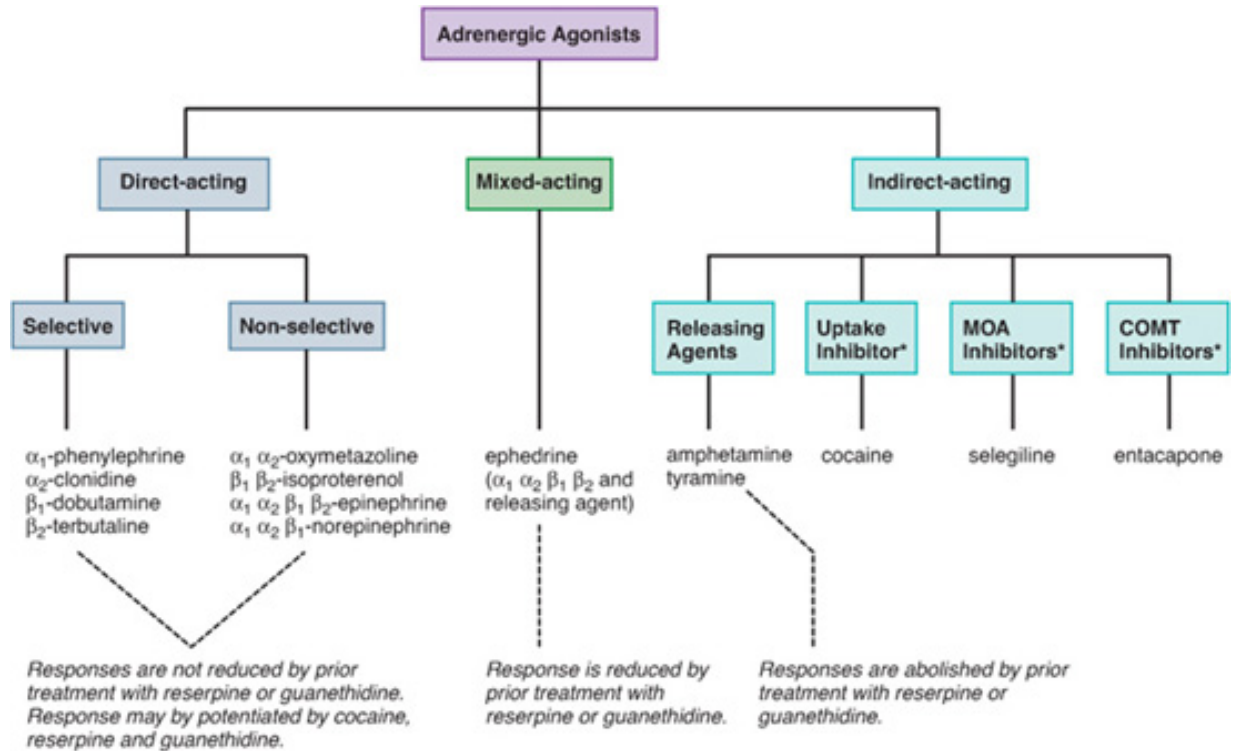 Adrenergic Agonists
Direct-acting
Mixed-acting
Indirect-acting
Selective
Non-selective
Releasing
Agents
Uptake
Inhibitor*
MOA
Inhibitors*
COMT
Inhibitors*
α₁-phenylephrine
α₂-clonidine
β₁-dobutamine
β₂-terbutaline
α₁ α₂-oxymetazoline
β₁ β₂-isoproterenol
α₁ α₂ β₁ β₂-epinephrine
α₁ α₂ β₁-norepinephrine
ephedrine
(α₁ α₂ β₁ β₂ and
releasing agent)
amphetamine
tyramine
cocaine
selegiline
entacapone
Responses are not reduced by prior
treatment with reserpine or guanethidine.
Response may by potentiated by cocaine,
reserpine and guanethidine.
Response is reduced by
prior treatment with
reserpine or guanethidine.
Responses are abolished by prior
treatment with reserpine or
guanethidine.